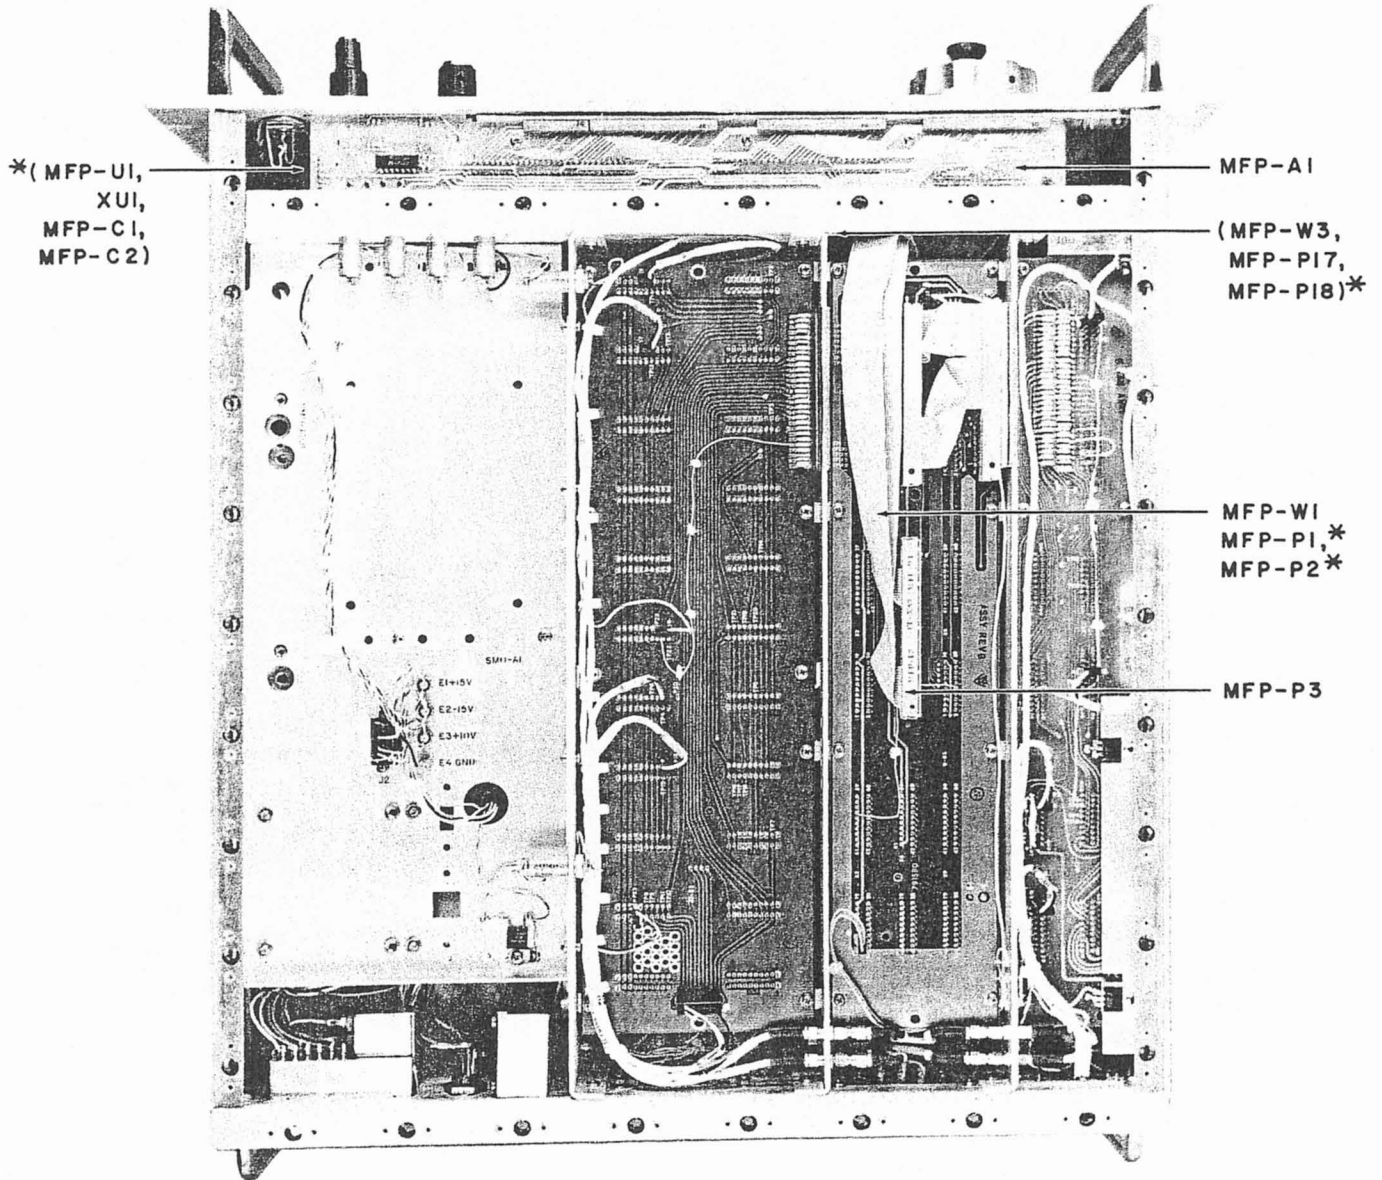 *(MFP-U1,
XU1,
MFP-C1,
MFP-C2)
MFP-A1
(MFP-W3,
MFP-P17,
MFP-P18)*
MFP-W1
MFP-P1,*
MFP-P2*
MFP-P3
SM11-A1
E1+15V
E2-15V
E3+10V
E4 GND
J2
ASSY REV B